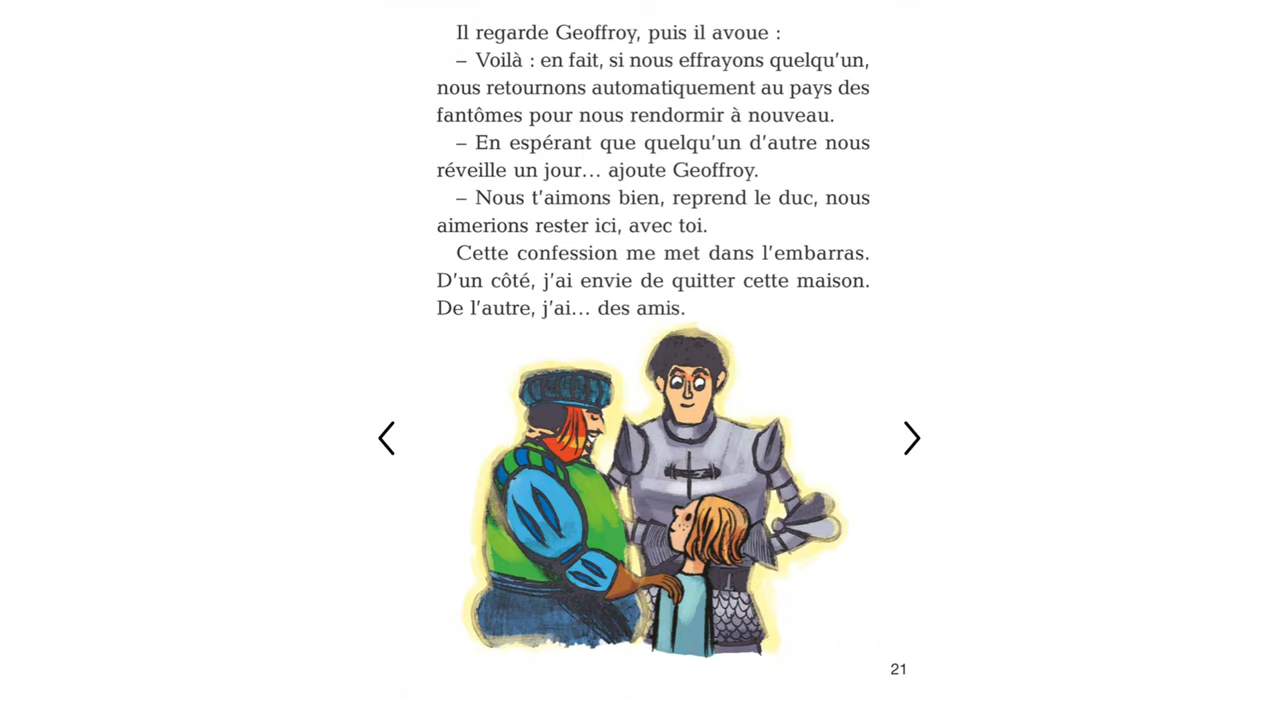 Il regarde Geoffroy, puis il avoue :
– Voilà : en fait, si nous effrayons quelqu’un,
nous retournons automatiquement au pays des
fantômes pour nous rendormir à nouveau.
– En espérant que quelqu’un d’autre nous
réveille un jour… ajoute Geoffroy.
– Nous t’aimons bien, reprend le duc, nous
aimerions rester ici, avec toi.
Cette confession me met dans l’embarras.
D’un côté, j’ai envie de quitter cette maison.
De l’autre, j’ai… des amis.
21